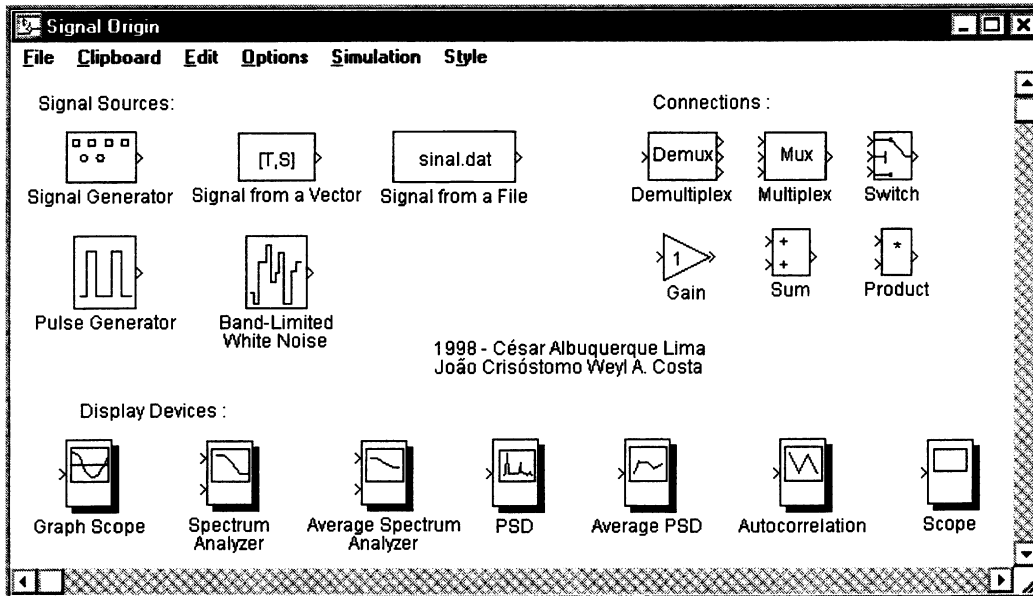 Signal Origin
File Clipboard Edit Options Simulation Style
Signal Sources:
Connections :
[T,S]
sinal.dat
Demux
Mux
Signal Generator
Signal from a Vector
Signal from a File
Demultiplex
Multiplex
Switch
1
+
+
*
Gain
Sum
Product
Pulse Generator
Band-Limited
White Noise
1998 - César Albuquerque Lima
João Crisóstomo Weyl A. Costa
Display Devices :
Graph Scope
Spectrum
Analyzer
Average Spectrum
Analyzer
PSD
Average PSD
Autocorrelation
Scope